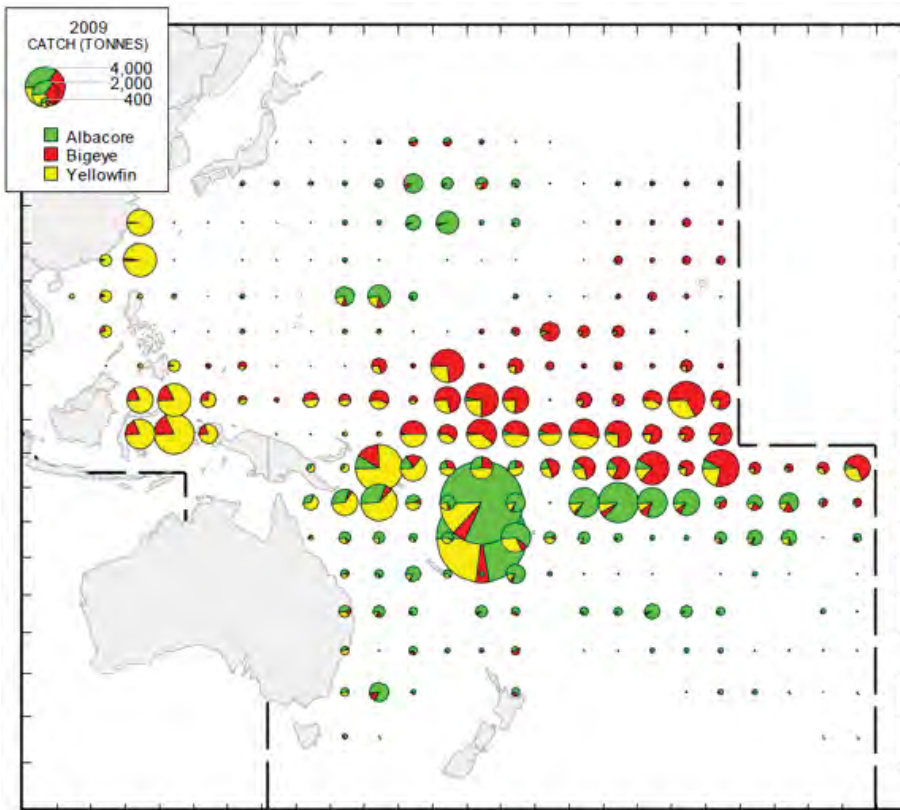 2009
CATCH (TONNES)
4,000
2,000
400
Albacore
Bigeye
Yellowfin